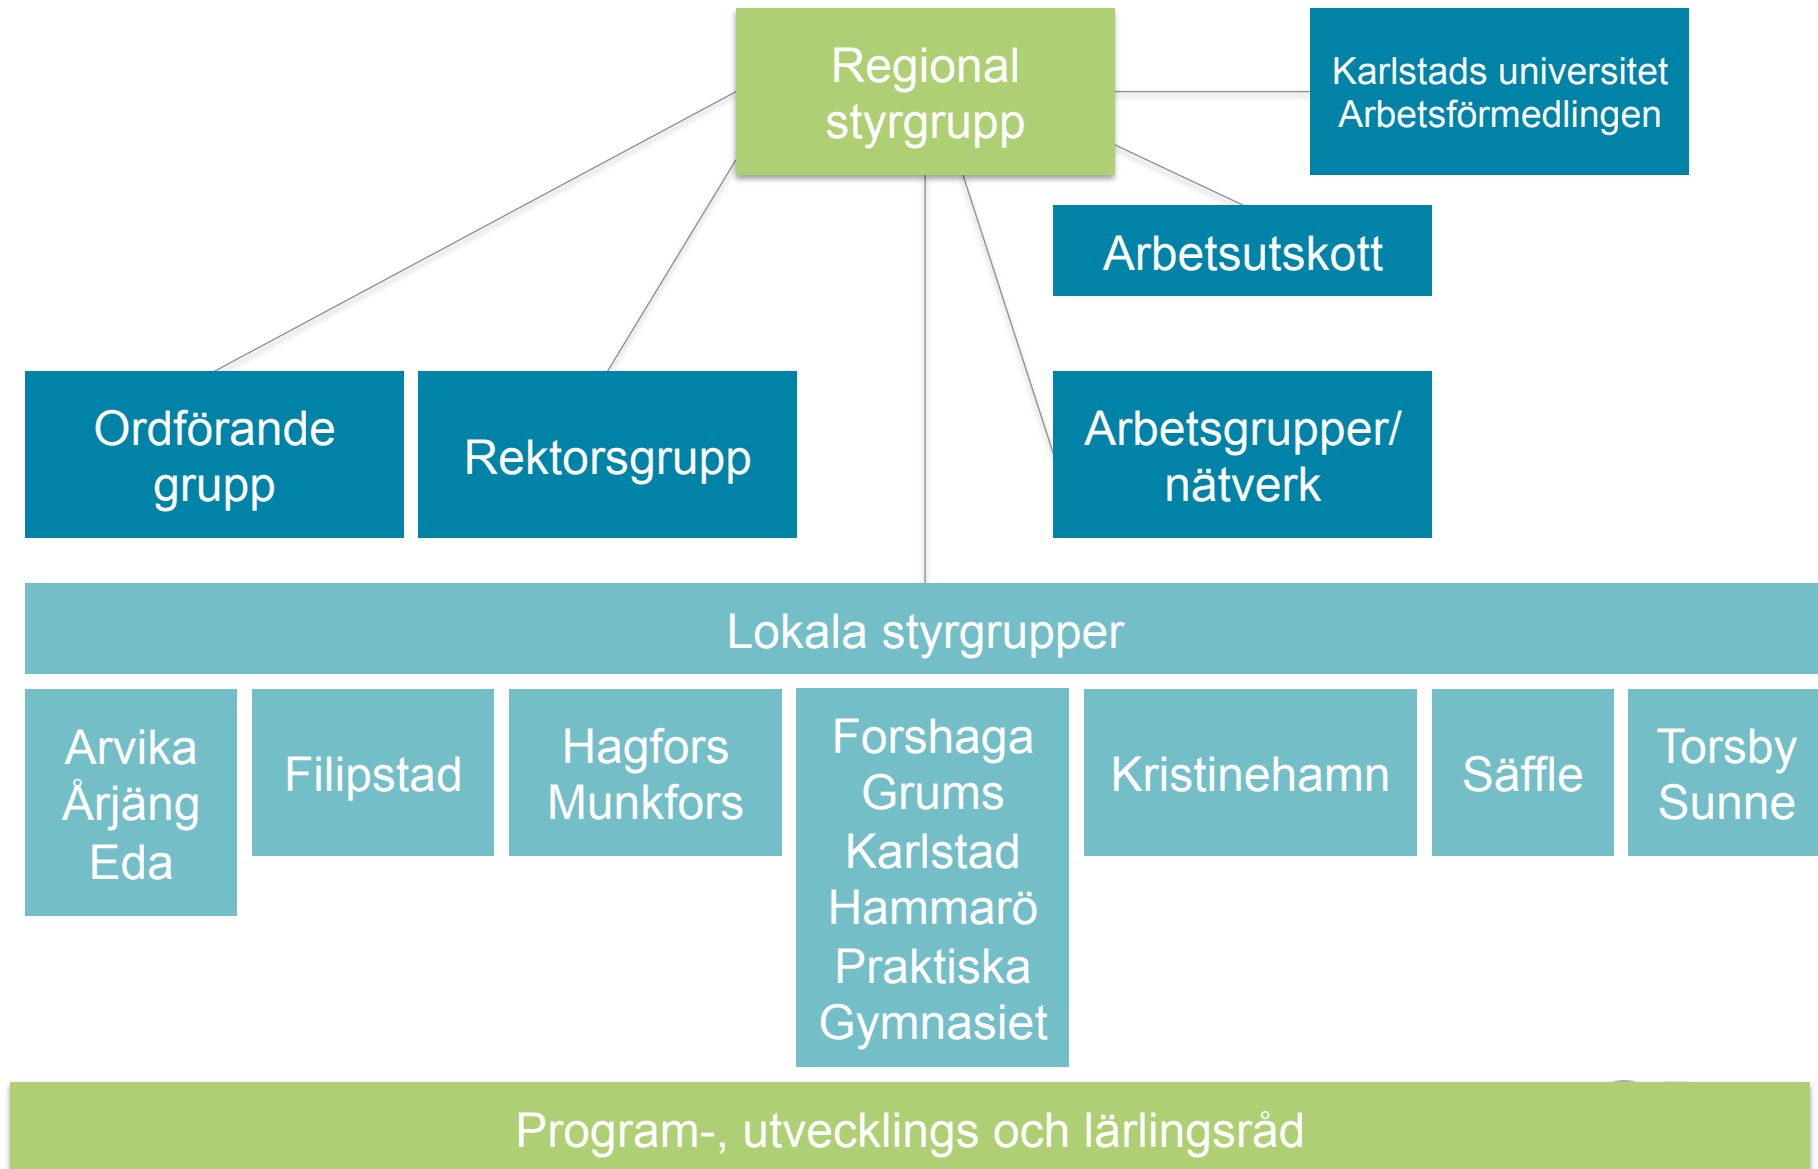 Regional
styrgrupp
Karlstads universitet
Arbetsförmedlingen
Arbetsutskott
Ordförande
grupp
Rektorsgrupp
Arbetsgrupper/
nätverk
Lokala styrgrupper
Arvika
Årjäng
Eda
Filipstad
Hagfors
Munkfors
Forshaga
Grums
Karlstad
Hammarö
Praktiska
Gymnasiet
Kristinehamn
Säffle
Torsby
Sunne
Program-, utvecklings och lärlingsråd